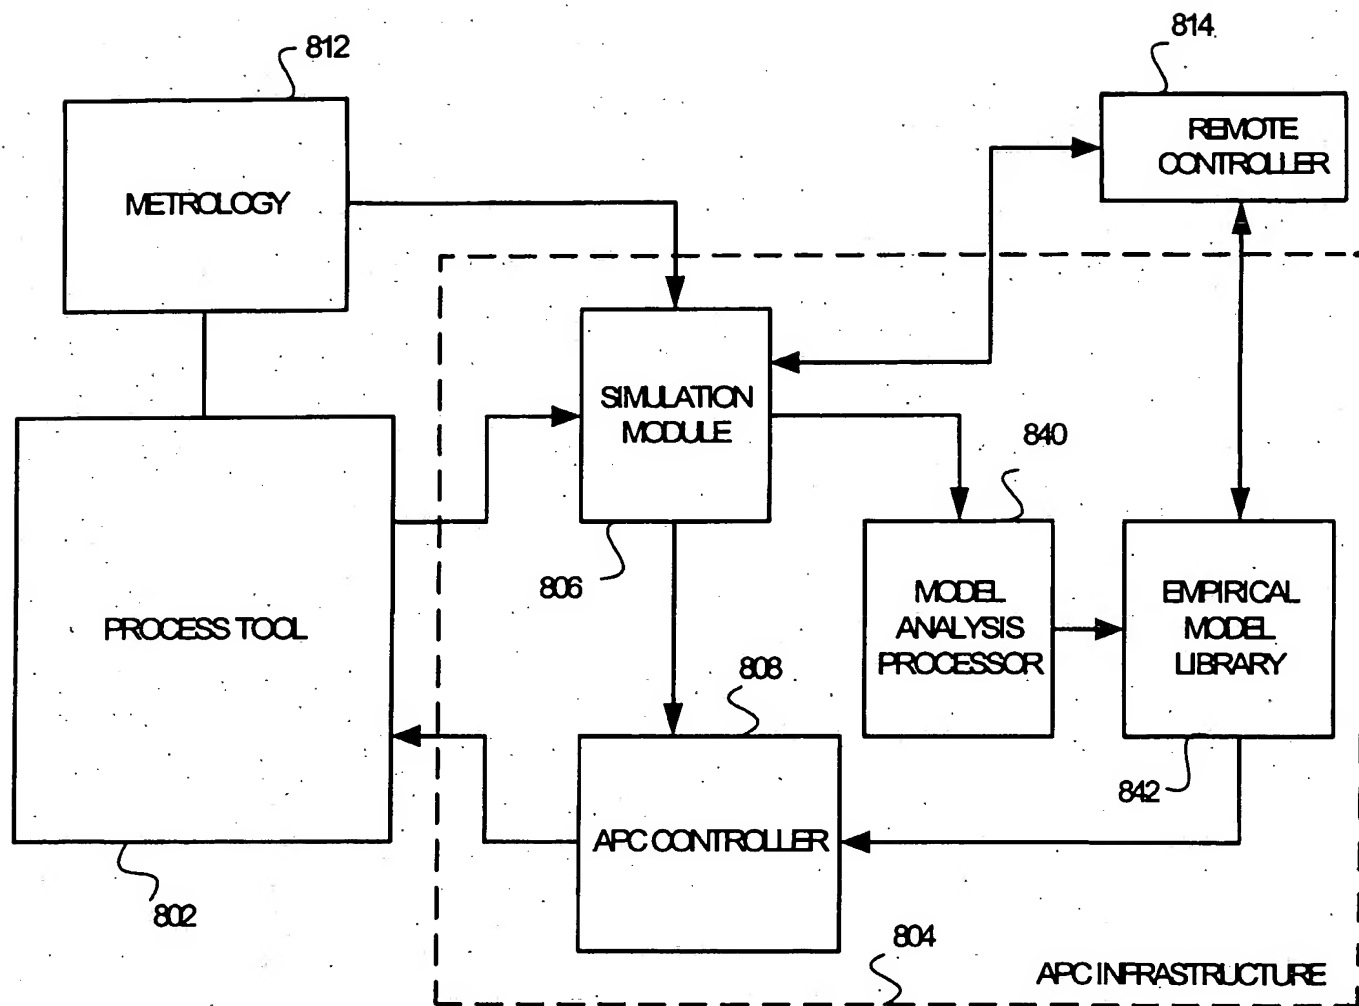 812
814
METROLOGY
REMOTE
CONTROLLER
SIMULATION
MODULE
840
806
PROCESS TOOL
MODEL
ANALYSIS
PROCESSOR
EMPIRICAL
MODEL
LIBRARY
808
842
APC CONTROLLER
802
804
APC INFRASTRUCTURE